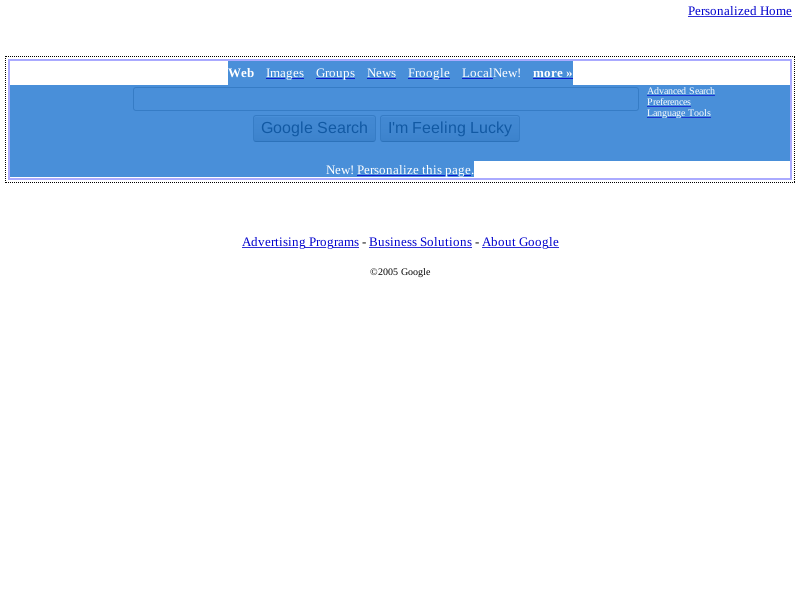 Personalized Home
Web Images Groups News Froogle LocalNew! more »
Advanced Search
Preferences
Language Tools
Google Search I'm Feeling Lucky
New! Personalize this page.
Advertising Programs - Business Solutions - About Google
©2005 Google